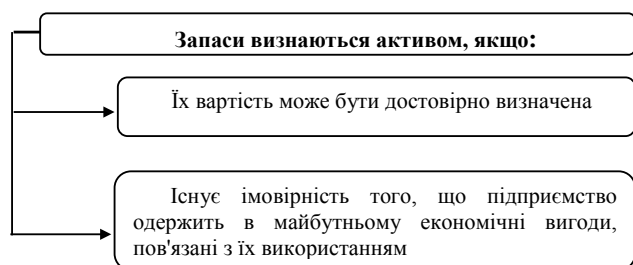 Запаси визнаються активом, якщо:
Їх вартість може бути достовірно визначена
Існує імовірність того, що підприємство
одержить в майбутньому економічні вигоди,
пов'язані з їх використанням